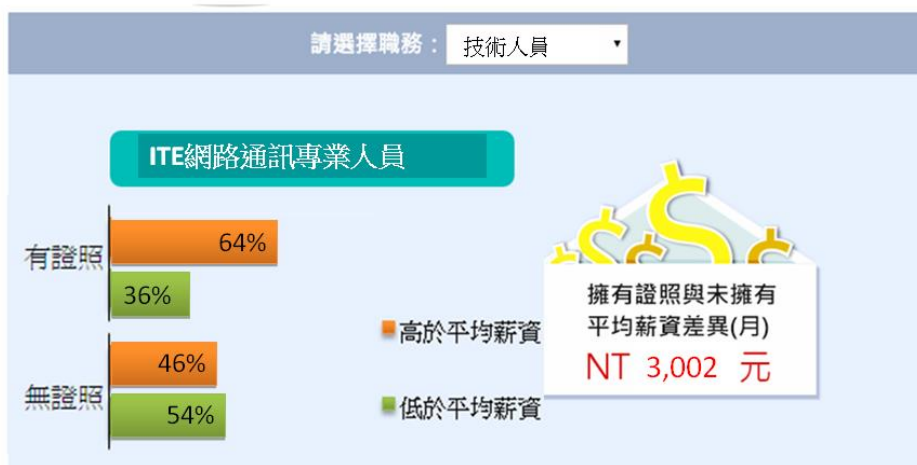 請選擇職務： 技術人員
ITE網路通訊專業人員
有證照
64%
36%
無證照
46%
54%
高於平均薪資
低於平均薪資
擁有證照與未擁有
平均薪資差異(月)
NT 3,002 元